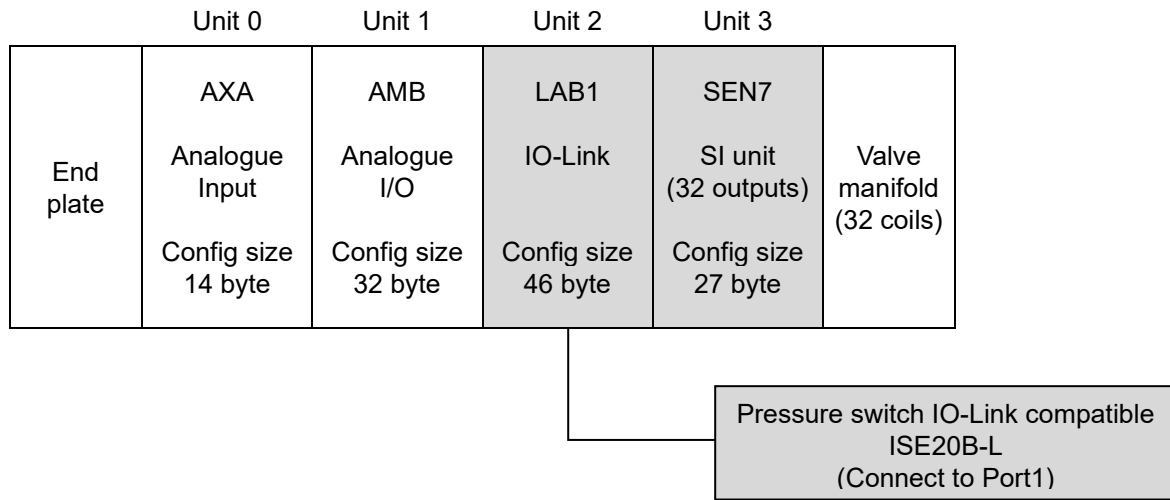 Unit 0
Unit 1
Unit 2
Unit 3
End
plate
AXA
Analogue
Input
Config size
14 byte
AMB
Analogue
I/O
Config size
32 byte
LAB1
IO-Link
Config size
46 byte
SEN7
SI unit
(32 outputs)
Config size
27 byte
Valve
manifold
(32 coils)
Pressure switch IO-Link compatible
ISE20B-L
(Connect to Port1)